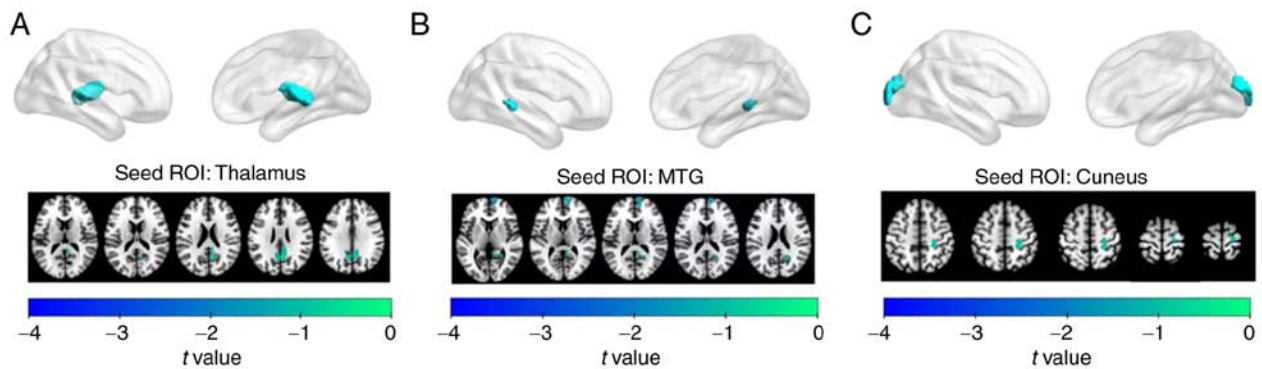 A
B
C
Seed ROI: Thalamus
Seed ROI: MTG
Seed ROI: Cuneus
−4 −3 −2 −1 0
t value
−4 −3 −2 −1 0
t value
−4 −3 −2 −1 0
t value